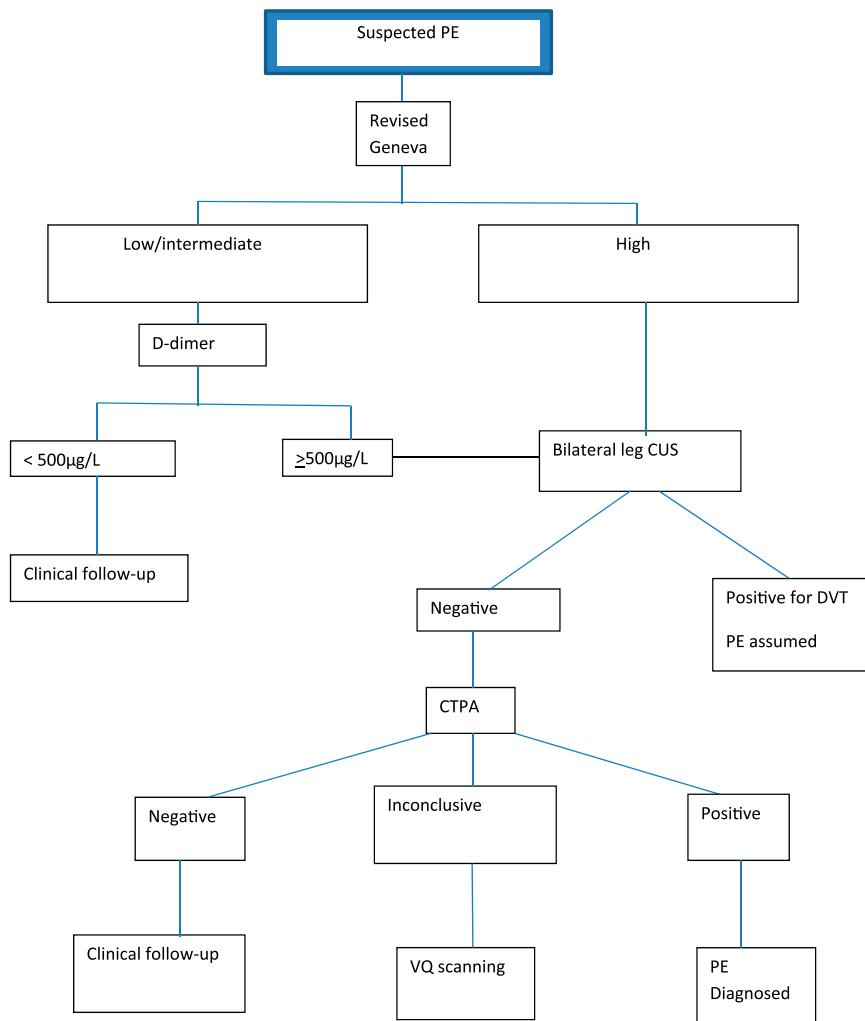 Suspected PE
Revised
Geneva
Low/intermediate
High
D-dimer
< 500µg/L
≥500µg/L
Bilateral leg CUS
Clinical follow-up
Negative
Positive for DVT
PE assumed
CTPA
Negative
Inconclusive
Positive
Clinical follow-up
VQ scanning
PE
Diagnosed